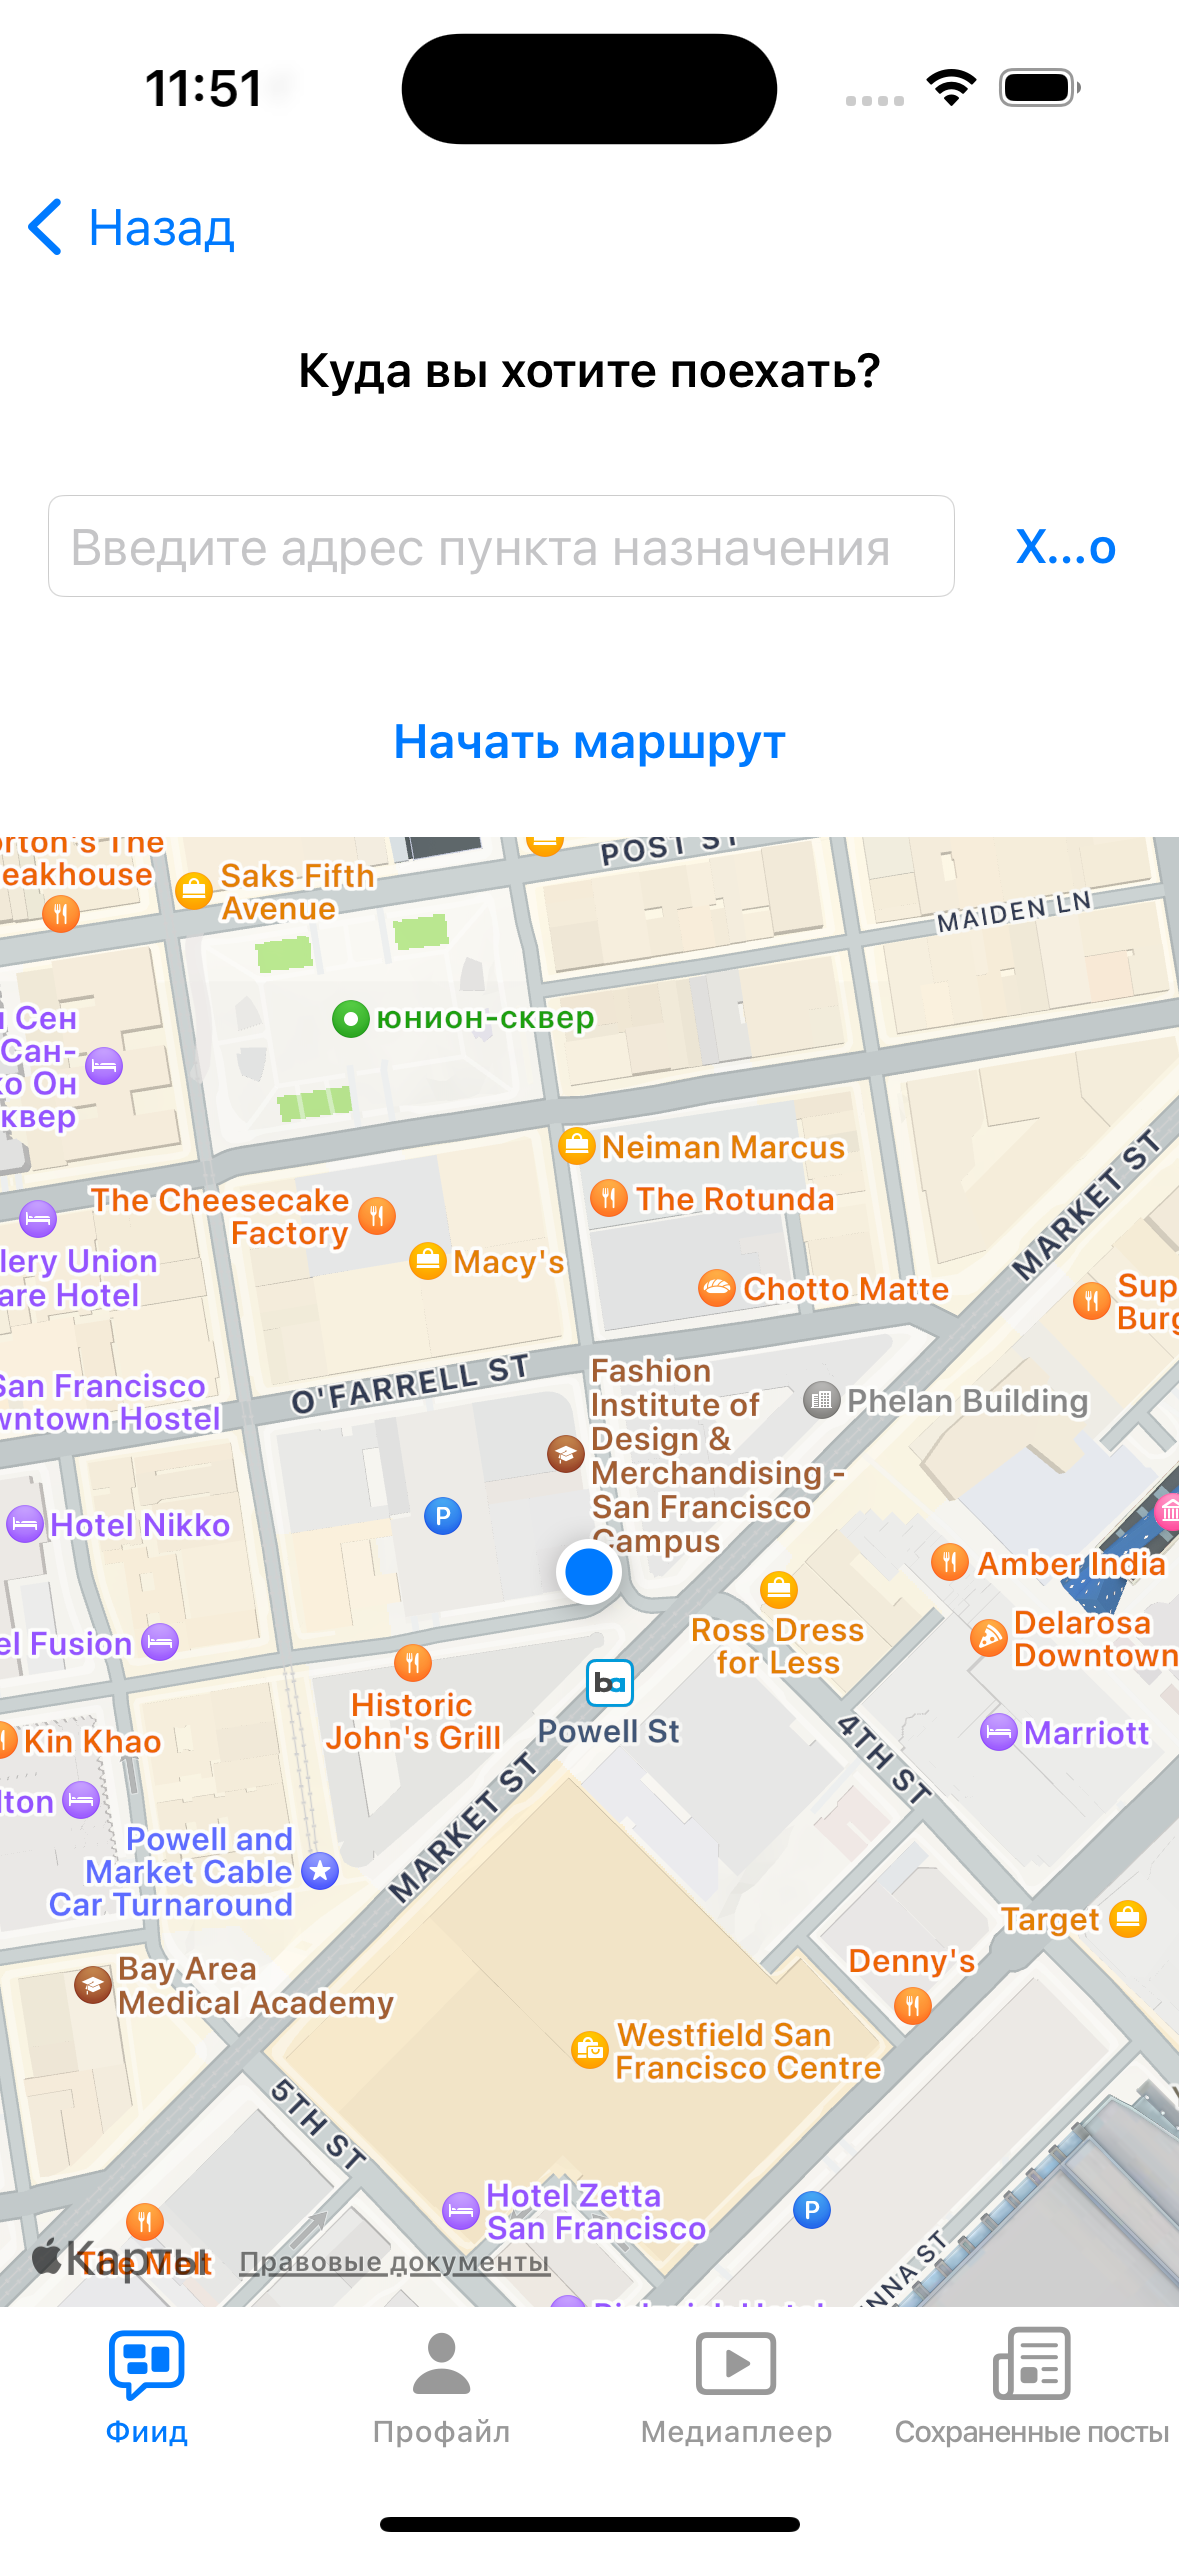 11:51
Назад
Куда вы хотите поехать?
Введите адрес пункта назначения
Х...о
Начать маршрут
eakhouse
Saks Fifth
Avenue
POST ST
MAIDEN LN
юнион-сквер
Сен
Сан-
Он
квер
Neiman Marcus
The Rotunda
The Cheesecake
Factory
Macy's
MARKET ST
Chotto Matte
Sup
Burg
lery Union
are Hotel
O'FARRELL ST
Fashion
Institute of
Design &
Merchandising -
San Francisco
Campus
Phelan Building
San Francisco
wntown Hostel
P
Hotel Nikko
Amber India
Ross Dress
for Less
Delarosa
Downtown
el Fusion
Historic
John's Grill
ba
Powell St
Kin Khao
Marriott
4TH ST
lton
MARKET ST
Powell and
Market Cable
Car Turnaround
Target
Denny's
Bay Area
Medical Academy
Westfield San
Francisco Centre
5TH ST
Hotel Zetta
San Francisco
P
NNA ST
The Melt
Карты
Правовые документы
Фиид
Профайл
Медиаплеер
Сохраненные посты